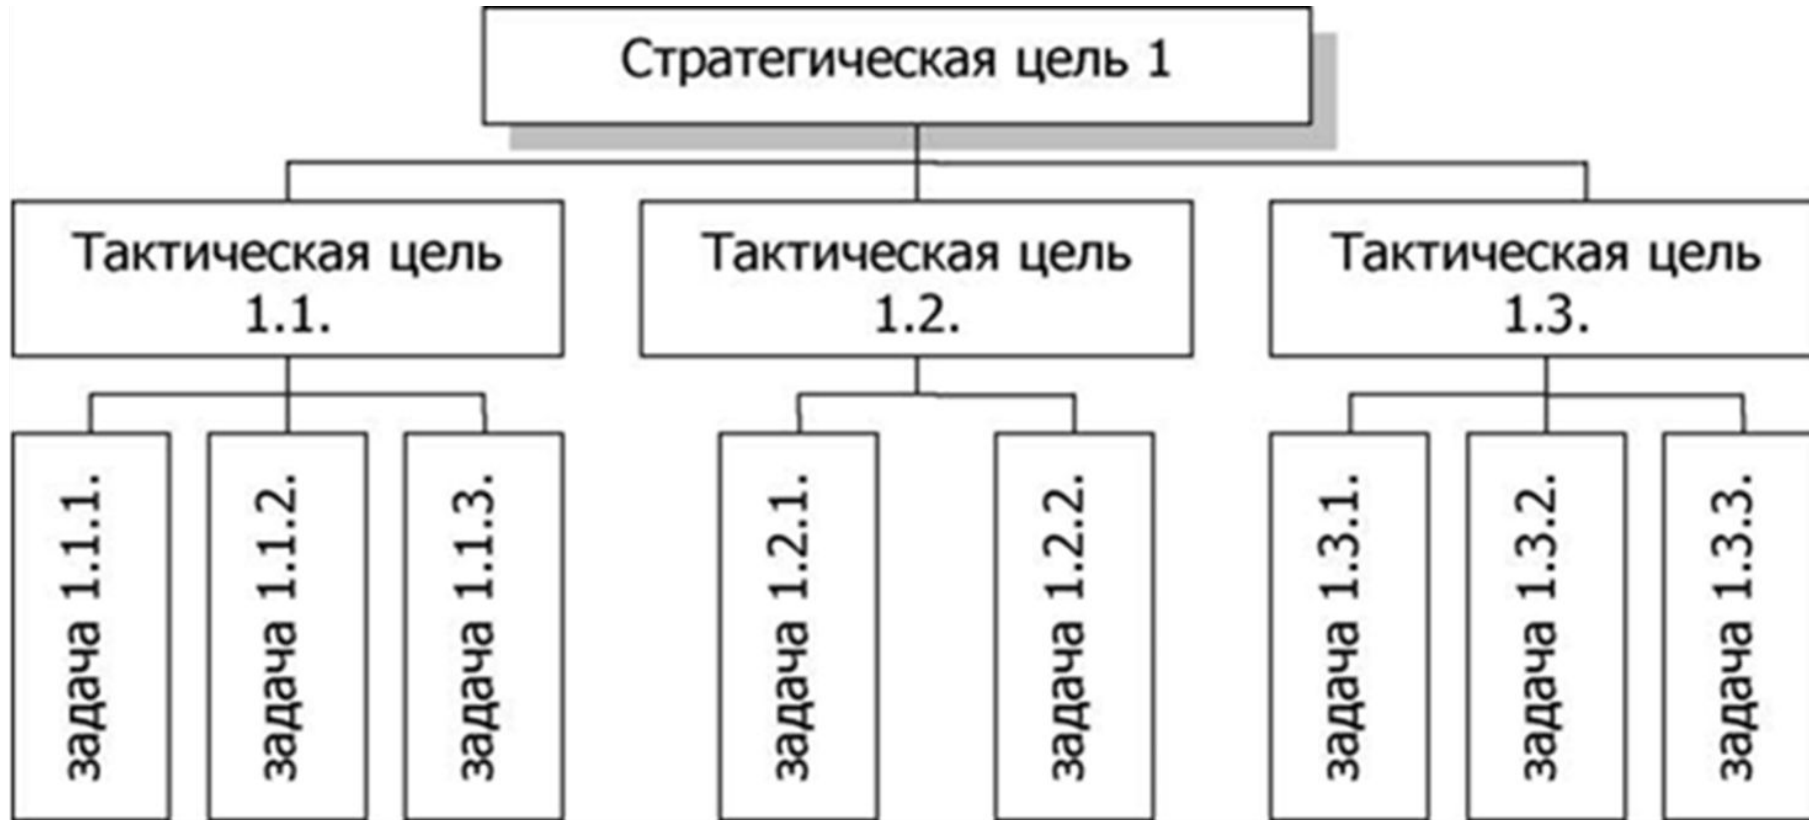 Стратегическая цель 1
Тактическая цель
1.1.
Тактическая цель
1.2.
Тактическая цель
1.3.
задача 1.1.1.
задача 1.1.2.
задача 1.1.3.
задача 1.2.1.
задача 1.2.2.
задача 1.3.1.
задача 1.3.2.
задача 1.3.3.